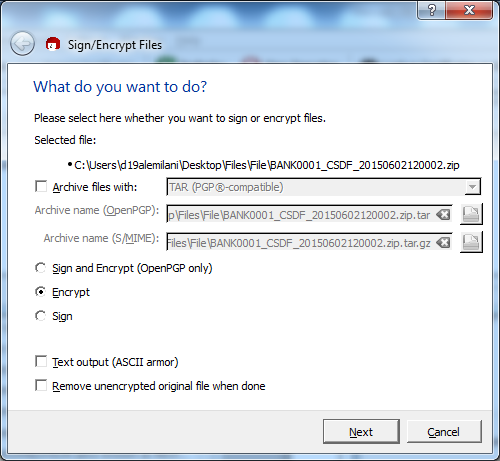 Sign/Encrypt Files
What do you want to do?
Please select here whether you want to sign or encrypt files.
Selected file:
• C:\Users\d19alemilani\Desktop\Files\File\BANK0001_CSDF_20150602120002.zip
Archive files with: TAR (PGP®-compatible)
Archive name (OpenPGP): p\Files\File\BANK0001_CSDF_20150602120002.zip.tar
Archive name (S/MIME): Files\File\BANK0001_CSDF_20150602120002.zip.tar.gz
Sign and Encrypt (OpenPGP only)
Encrypt
Sign
Text output (ASCII armor)
Remove unencrypted original file when done
Next Cancel